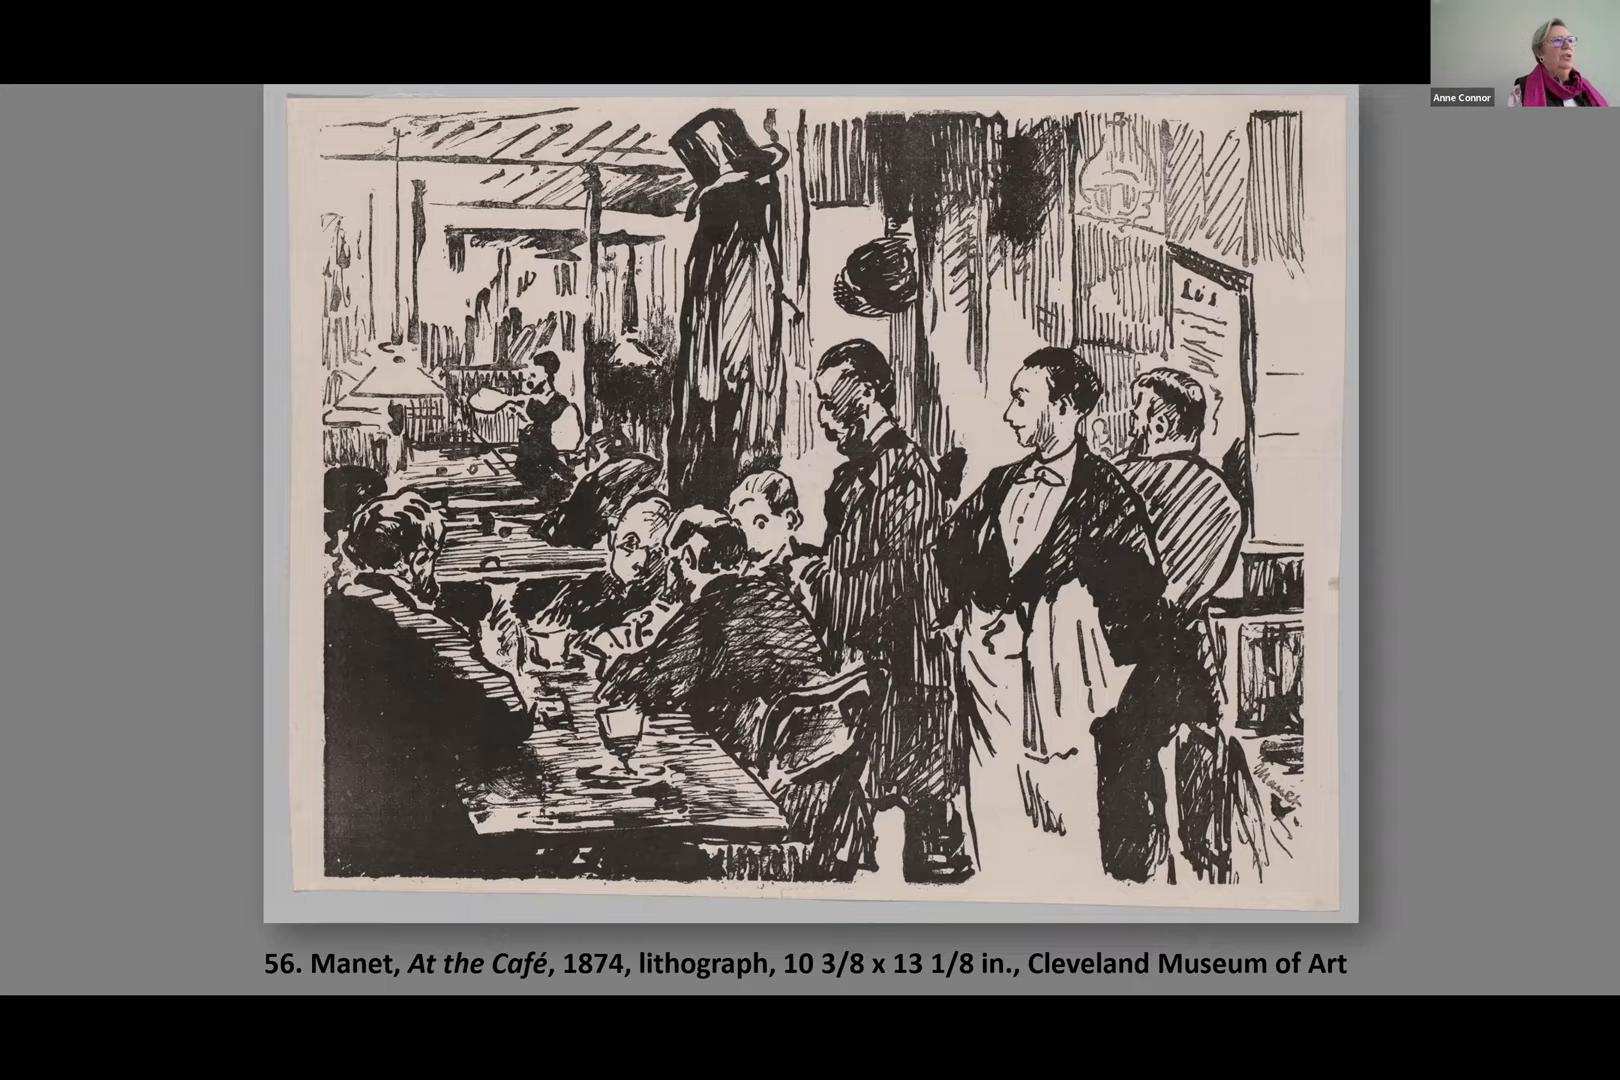 Anne Connor
Manet
56. Manet, At the Café, 1874, lithograph, 10 3/8 x 13 1/8 in., Cleveland Museum of Art